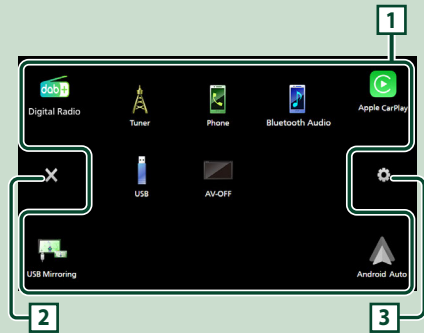 1
dab+
Digital Radio
Tuner
Phone
Bluetooth Audio
Apple CarPlay
USB
AV-OFF
USB Mirroring
Android Auto
2
3